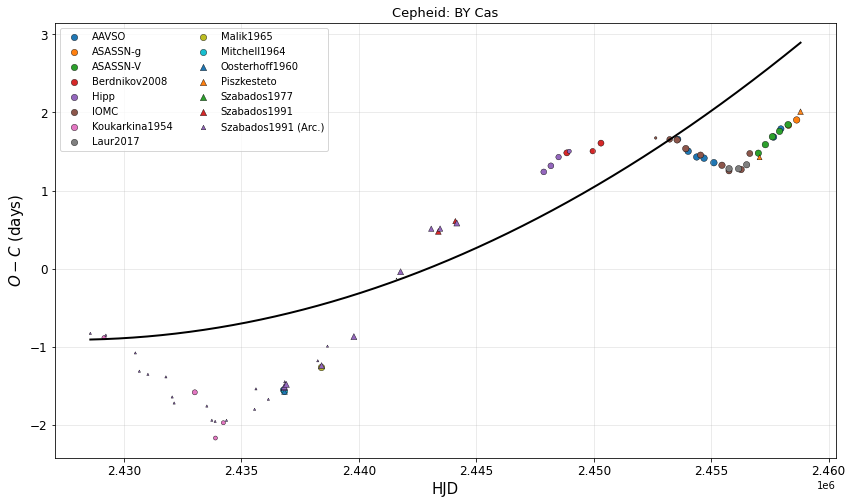 Cepheid: BY Cas
AAVSO
ASASSN-g
ASASSN-V
Berdnikov2008
Hipp
IOMC
Koukarkina1954
Laur2017
Malik1965
Mitchell1964
Oosterhoff1960
Piszkesteto
Szabados1977
Szabados1991
Szabados1991 (Arc.)
O − C (days)
3
2
1
0
−1
−2
2.430
2.435
2.440
2.445
2.450
2.455
2.460
1e6
HJD